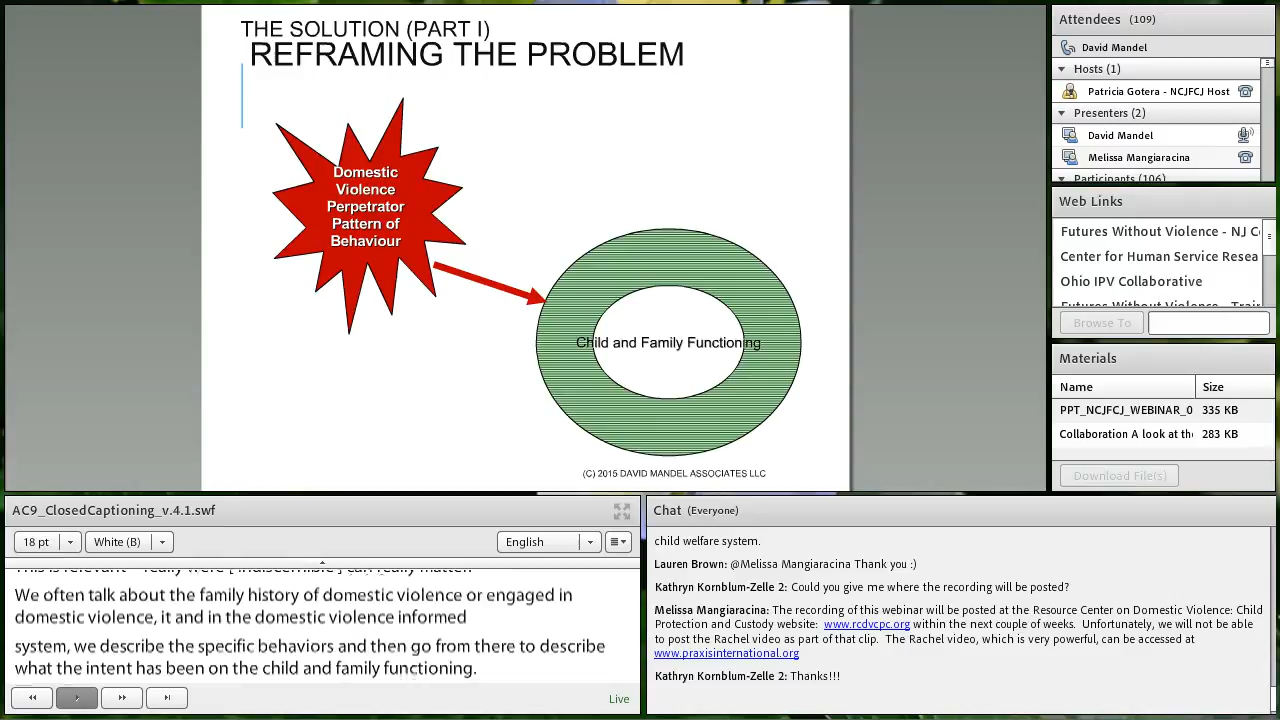 THE SOLUTION (PART I)
REFRAMING THE PROBLEM
Domestic
Violence
Perpetrator
Pattern of
Behaviour
Child and Family Functioning
(C) 2015 DAVID MANDEL ASSOCIATES LLC
Attendees (109)
David Mandel
Hosts (1)
Patricia Gotera - NCJFCJ Host
Presenters (2)
David Mandel
Melissa Mangiaracina
Participants (106)
Web Links
Futures Without Violence - NJ C
Center for Human Service Resea
Ohio IPV Collaborative
Futures Without Violence - Trai
Browse To
Materials
Name Size
PPT_NCJFCJ_WEBINAR_0 335 KB
Collaboration A look at the 283 KB
Download File(s)
AC9_ClosedCaptioning_v.4.1.swf
18 pt White (B) English
This is relevant really were [ indiscernible ] can really matter.
We often talk about the family history of domestic violence or engaged in
domestic violence, it and in the domestic violence informed
system, we describe the specific behaviors and then go from there to describe
what the intent has been on the child and family functioning.
Live
Chat (Everyone)
child welfare system.
Lauren Brown: @Melissa Mangiaracina Thank you :)
Kathryn Kornblum-Zelle 2: Could you give me where the recording will be posted?
Melissa Mangiaracina: The recording of this webinar will be posted at the Resource Center on Domestic Violence: Child
Protection and Custody website: www.rcdvcpc.org within the next couple of weeks. Unfortunately, we will not be able
to post the Rachel video as part of that clip. The Rachel video, which is very powerful, can be accessed at
www.praxisinternational.org
Kathryn Kornblum-Zelle 2: Thanks!!!